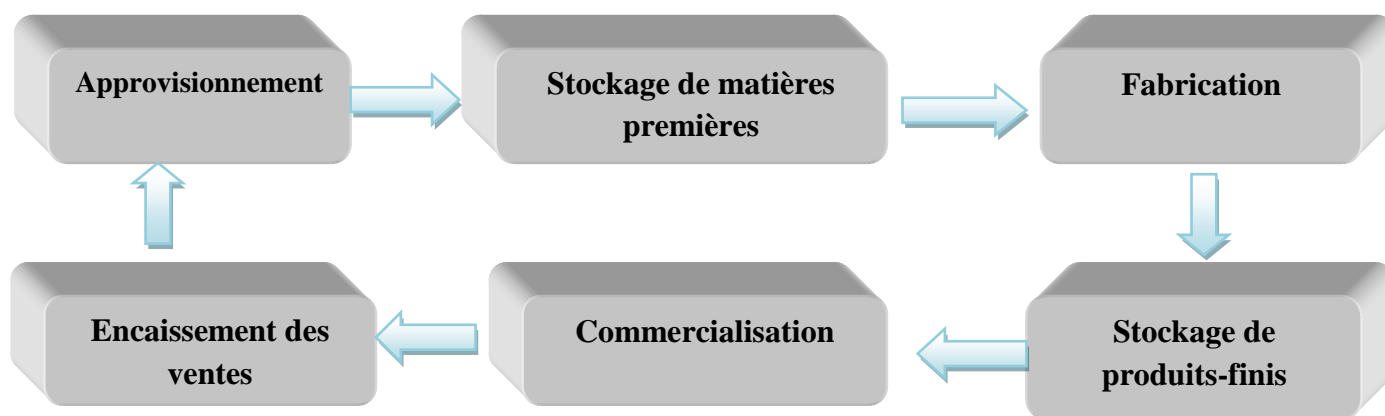 Approvisionnement
Stockage de matières
premières
Fabrication
Encaissement des
ventes
Commercialisation
Stockage de
produits-finis